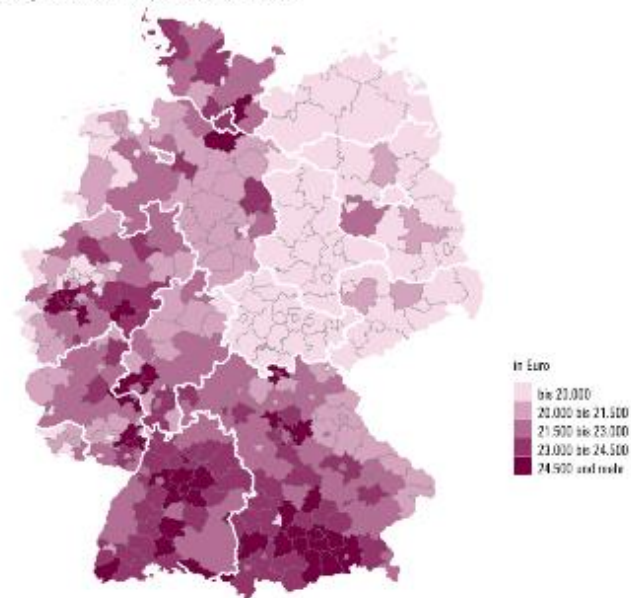 in Euro
bis 20.000
20.000 bis 21.500
21.500 bis 23.000
23.000 bis 24.500
24.500 und mehr